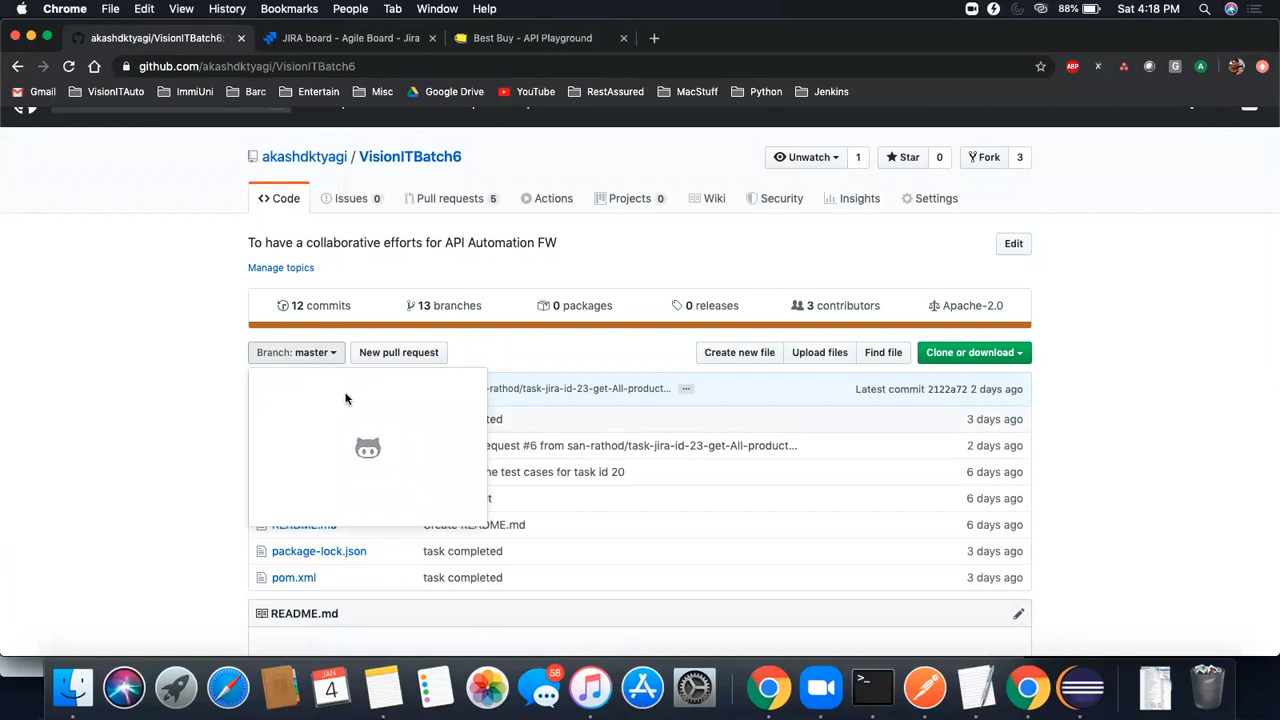 Chrome File Edit View History Bookmarks People Tab Window Help 88% Sat 4:18 PM
akashdktyagi/VisionITBatch6: JIRA board - Agile Board - Jira Best Buy - API Playground
github.com/akashdktyagi/VisionITBatch6
Gmail VisionITAuto ImmiUni Barc Entertain Misc Google Drive YouTube RestAssured MacStuff Python Jenkins
akashdktyagi / VisionITBatch6 Unwatch 1 Star 0 Fork 3
Code Issues 0 Pull requests 5 Actions Projects 0 Wiki Security Insights Settings
To have a collaborative efforts for API Automation FW Edit
Manage topics
12 commits 13 branches 0 packages 0 releases 3 contributors Apache-2.0
Branch: master New pull request Create new file Upload files Find file Clone or download
-rathod/task-jira-id-23-get-All-product... Latest commit 2122a72 2 days ago
ted 3 days ago
equest #6 from san-rathod/task-jira-id-23-get-All-product... 2 days ago
he test cases for task id 20 6 days ago
t 6 days ago
README.md Create README.md 6 days ago
package-lock.json task completed 3 days ago
pom.xml task completed 3 days ago
README.md
JAN
4
58